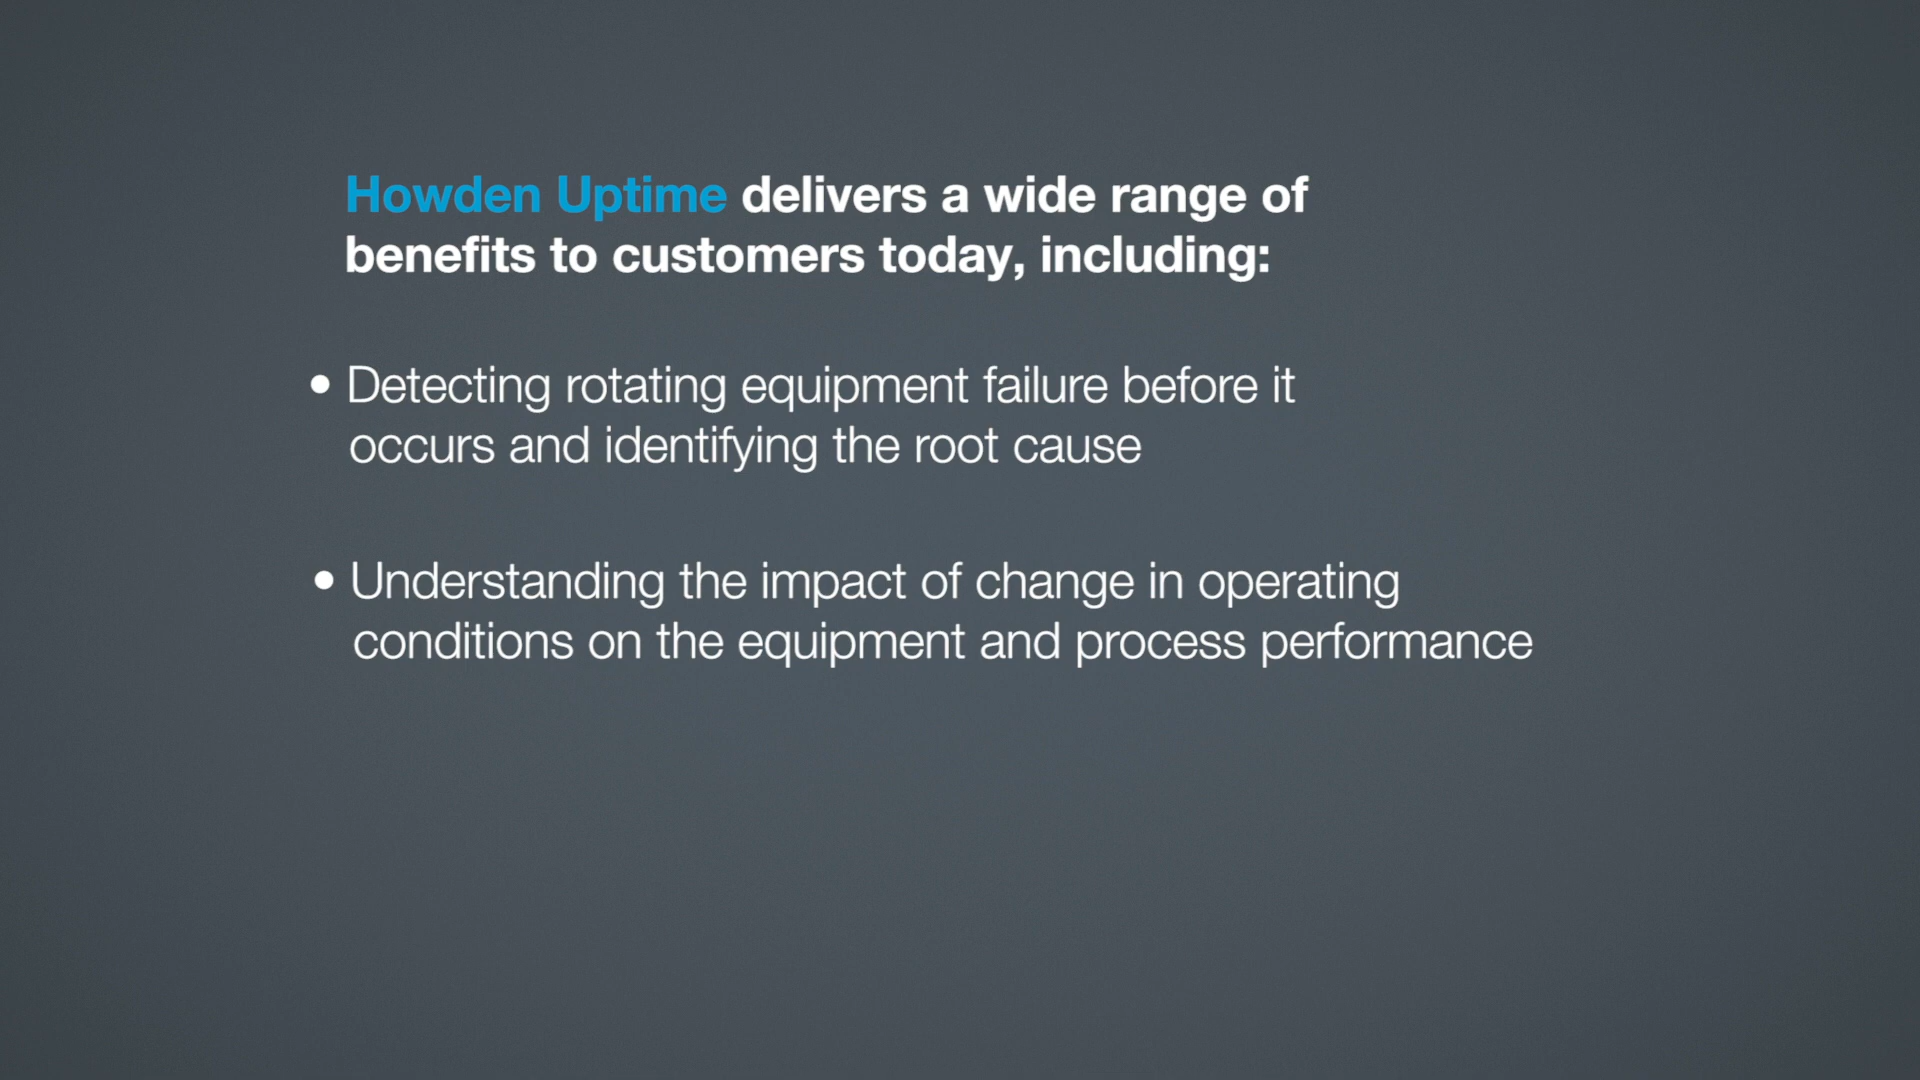 Howden Uptime delivers a wide range of
benefits to customers today, including:
• Detecting rotating equipment failure before it
occurs and identifying the root cause
• Understanding the impact of change in operating
conditions on the equipment and process performance